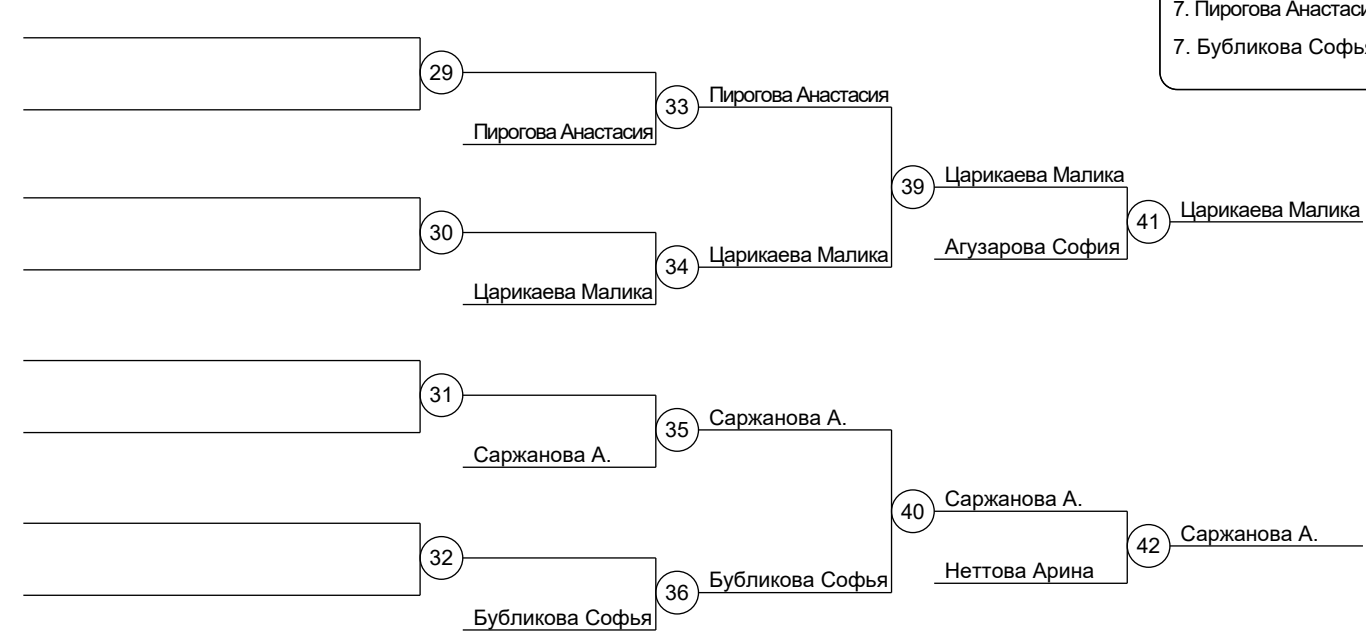 7. Пирогова Анастаси
7. Бубликова Софья
29
Пирогова Анастасия
33
Пирогова Анастасия
30
Царикаева Малика
34
Царикаева Малика
39
Царикаева Малика
Агузарова София
41
Царикаева Малика
31
Саржанова А.
35
Саржанова А.
32
Бубликова Софья
36
Бубликова Софья
40
Саржанова А.
Неттова Арина
42
Саржанова А.